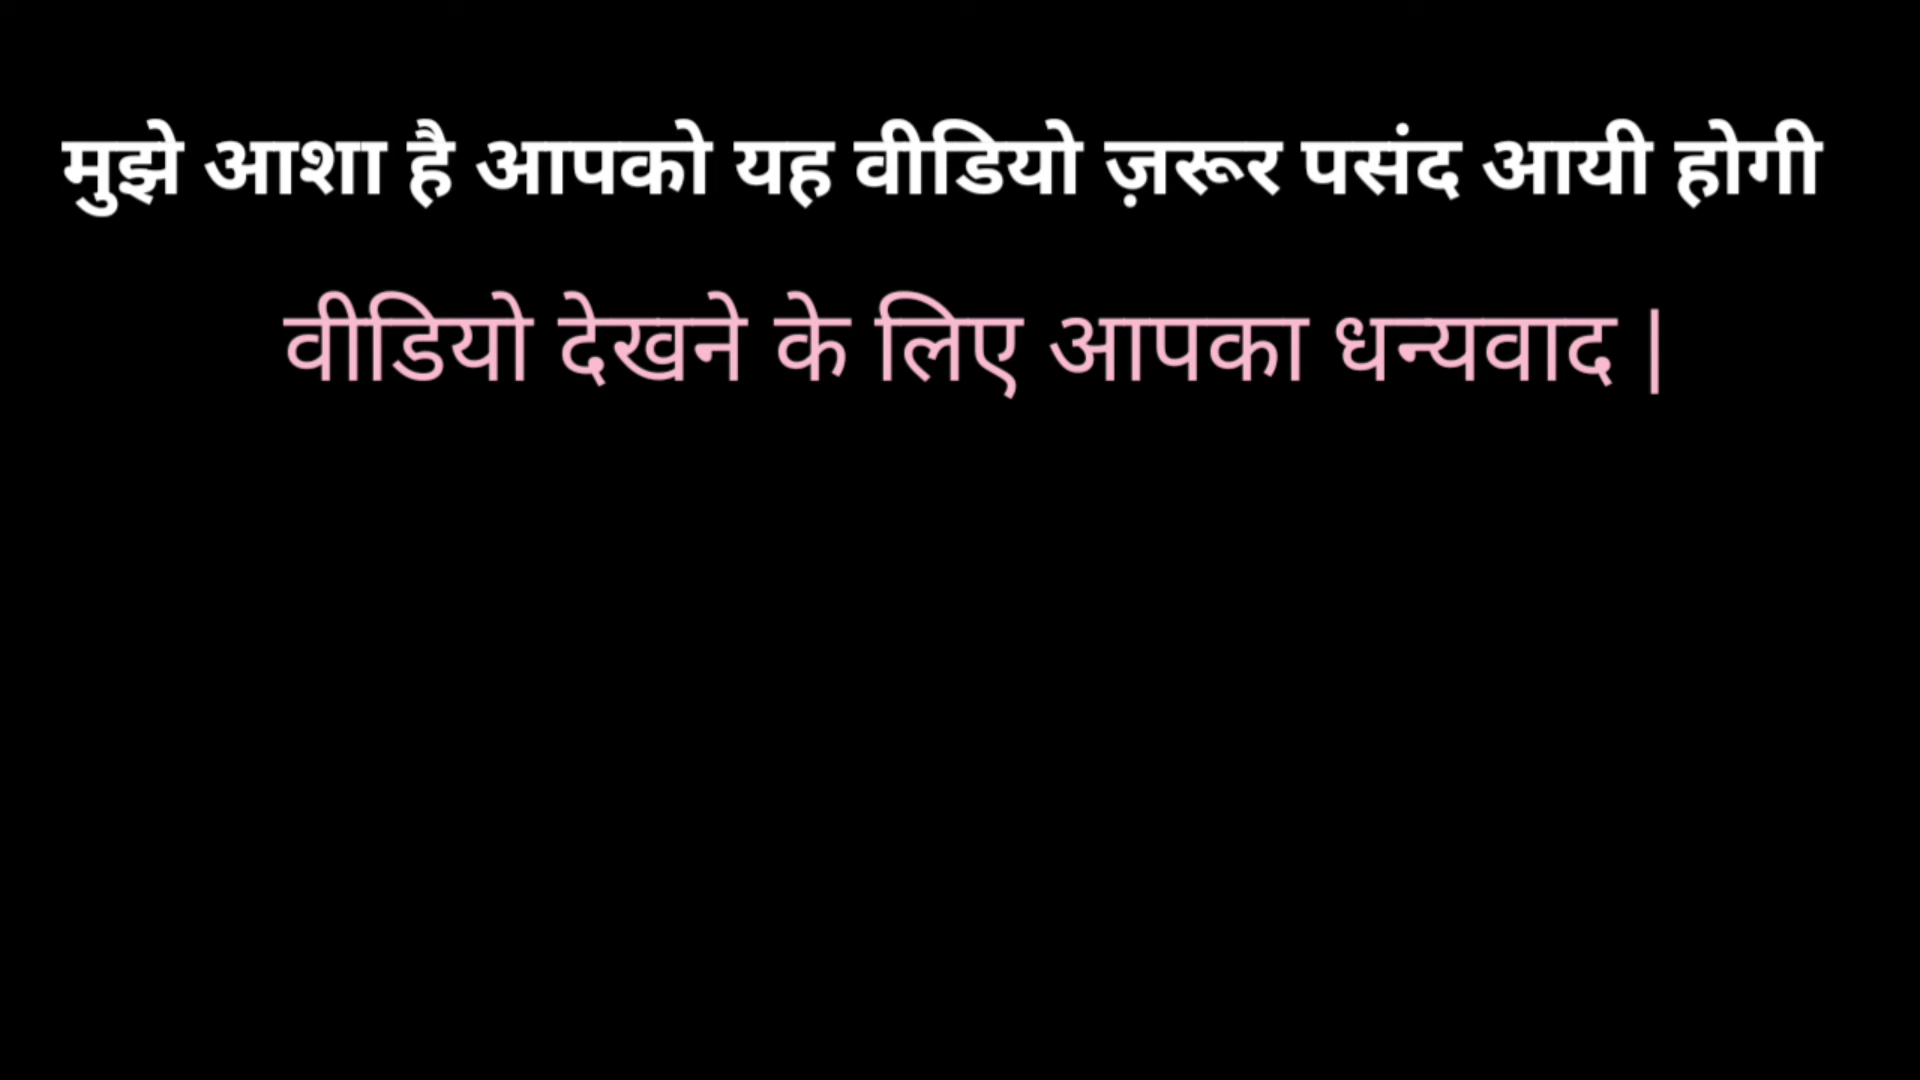 मुझे आशा है आपको यह वीडियो ज़रूर पसंद आयी होगी
वीडियो देखने के लिए आपका धन्यवाद |